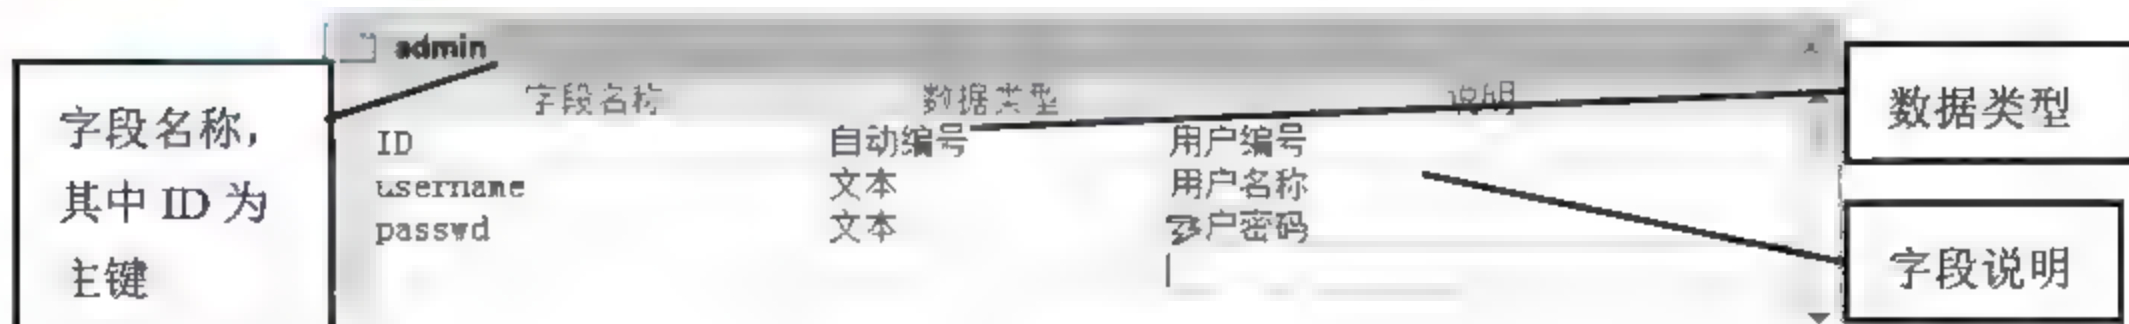 admin
字段名称,
其中 ID 为
主键
字段名称 数据类型 说明
ID 自动编号 用户编号
username 文本 用户名称
passwd 文本 用户密码
数据类型
字段说明